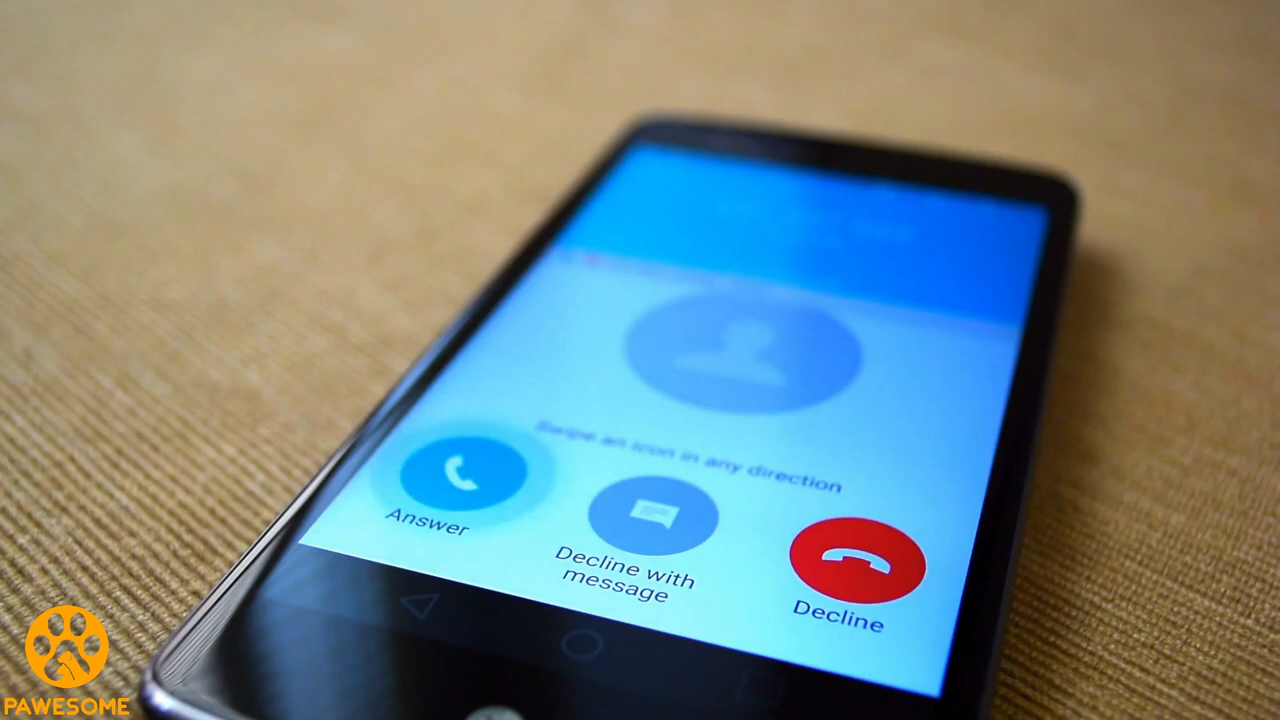 Swipe an icon in any direction
Answer
Decline with
message
Decline
PAWESOME